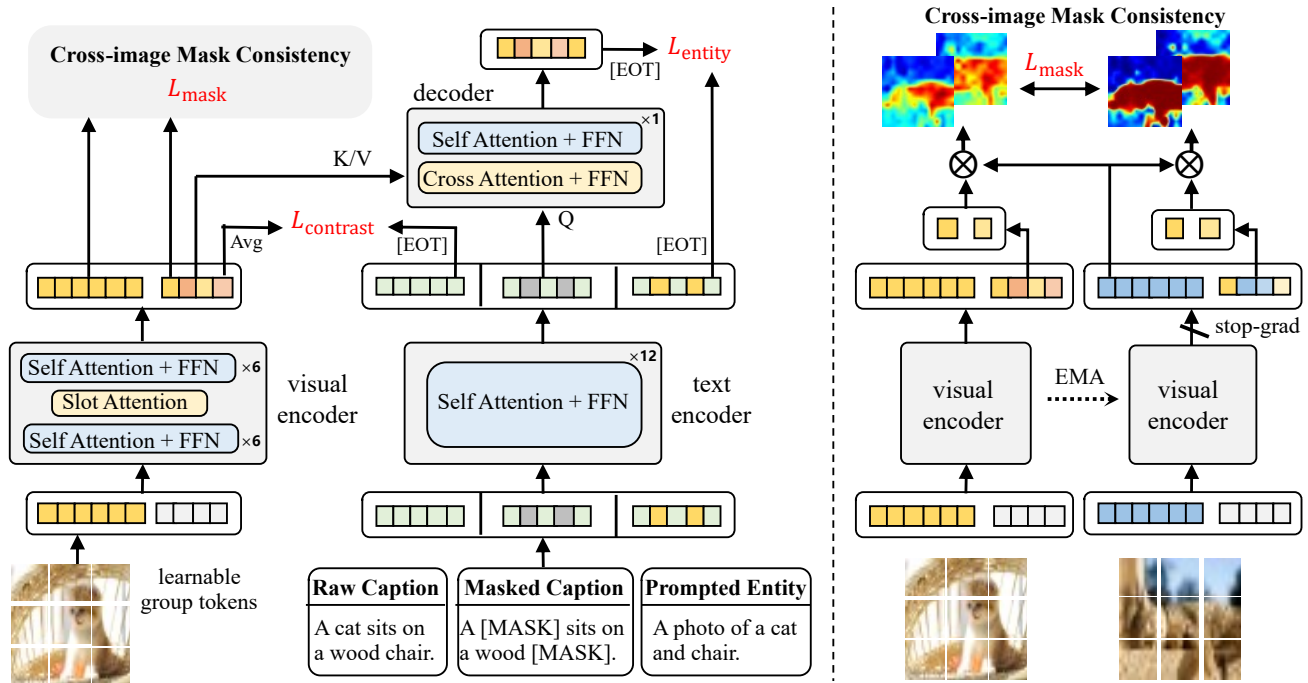 Cross-image Mask Consistency
L_mask
[EOT]
L_entity
decoder
×1
Self Attention + FFN
Cross Attention + FFN
K/V
Q
Avg
L_contrast
[EOT]
[EOT]
Self Attention + FFN
×6
Slot Attention
Self Attention + FFN
×6
visual
encoder
×12
Self Attention + FFN
text
encoder
learnable
group tokens
Raw Caption
A cat sits on
a wood chair.
Masked Caption
A [MASK] sits on
a wood [MASK].
Prompted Entity
A photo of a cat
and chair.
Cross-image Mask Consistency
L_mask
stop-grad
visual
encoder
EMA
visual
encoder